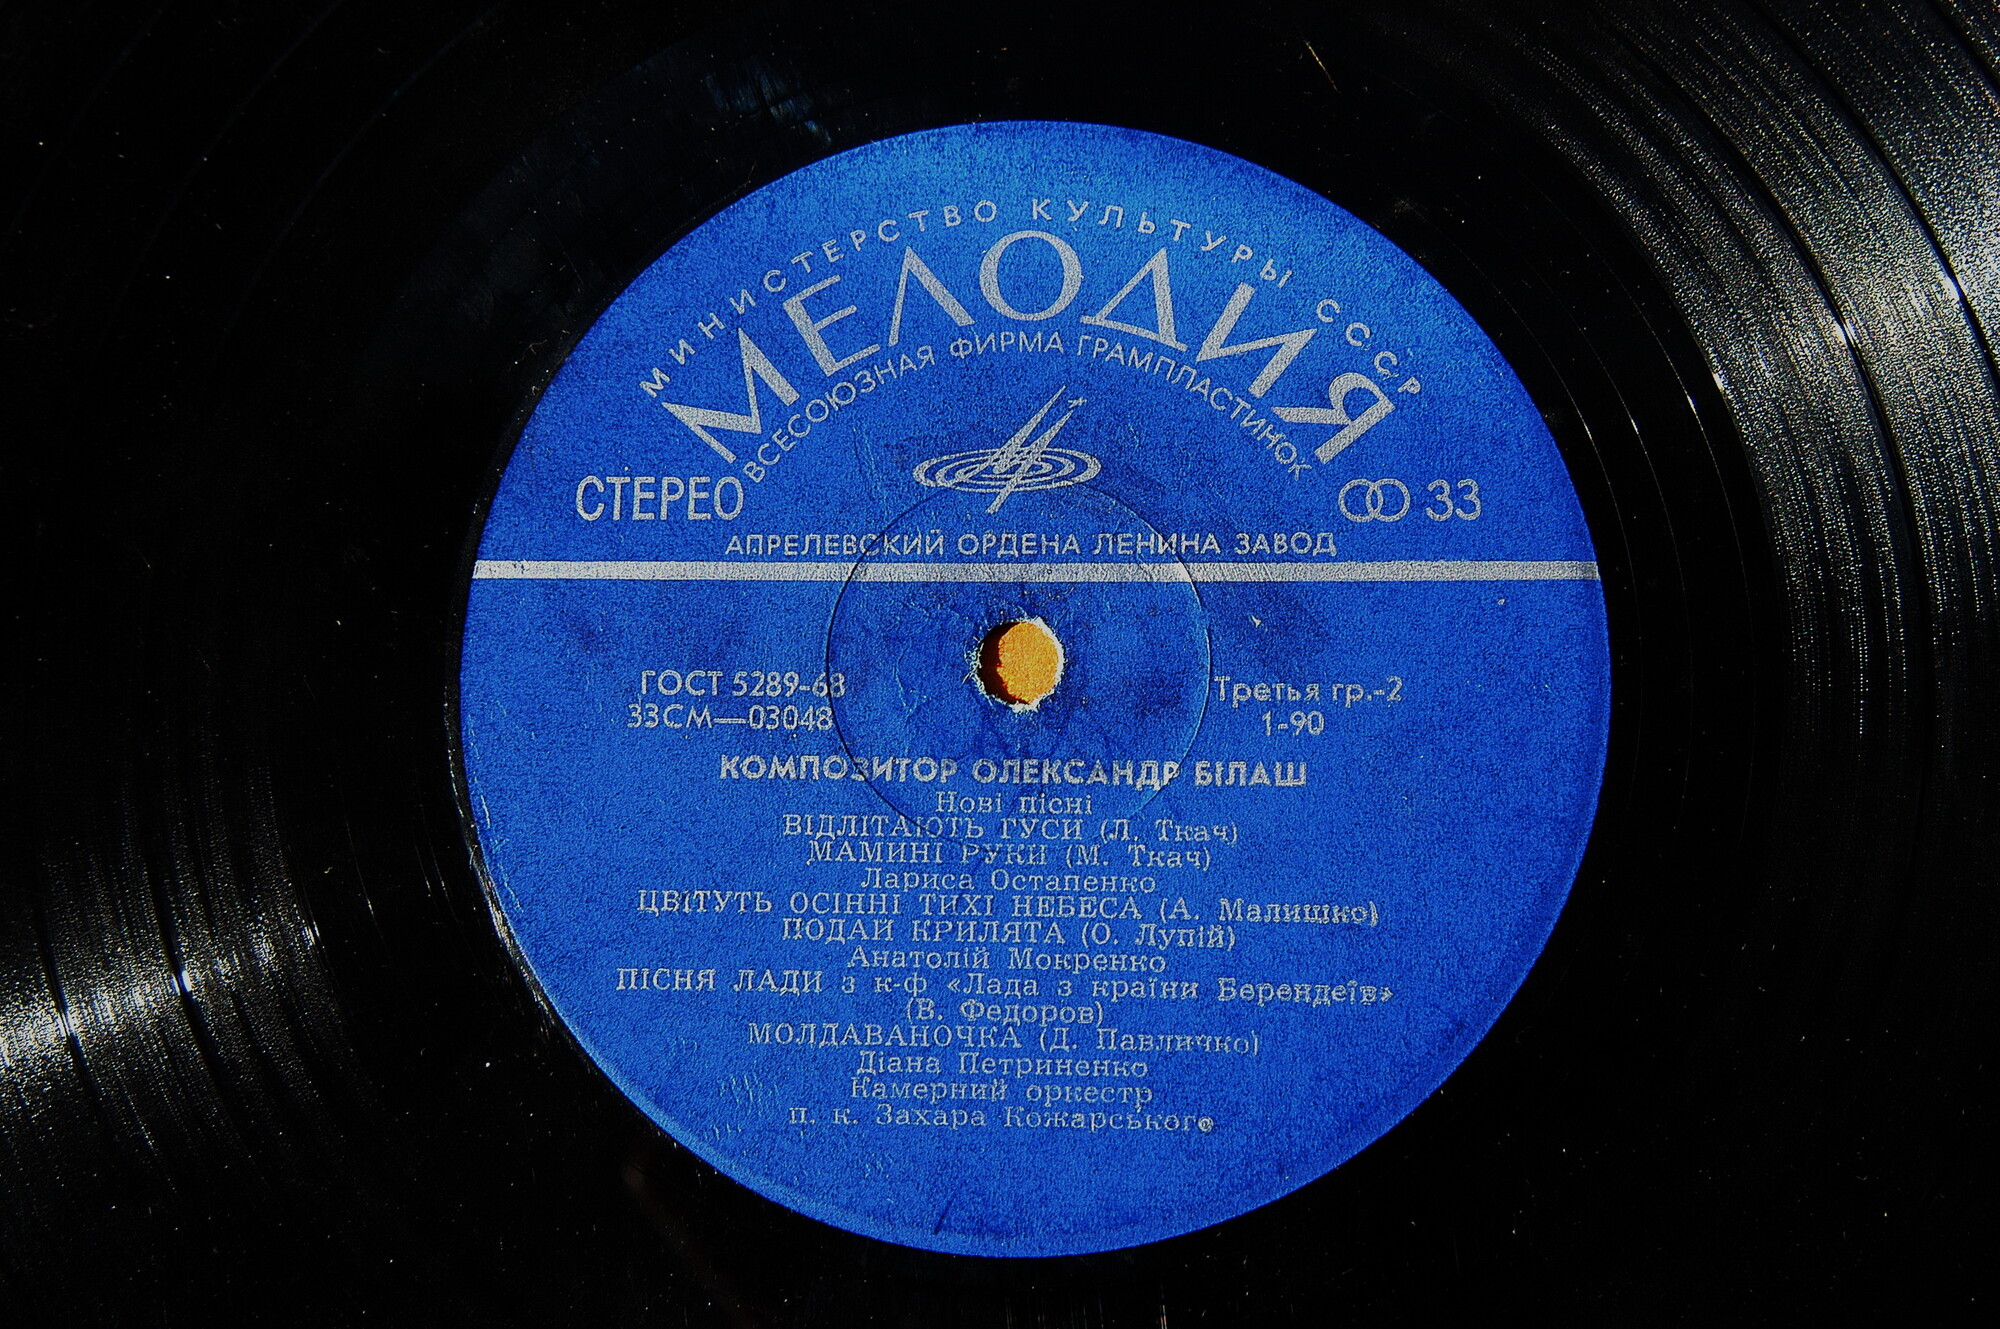 МИНИСТЕРСТВО КУЛЬТУРЫ СССР
МЕЛОДИЯ
ВСЕСОЮЗНАЯ ФИРМА ГРАМПЛАСТИНОК
СТЕРЕО
33
АПРЕЛЕВСКИЙ ОРДЕНА ЛЕНИНА ЗАВОД
ГОСТ 5289-68
Третья гр.-2
33СМ—03048
1-90
КОМПОЗИТОР ОЛЕКСАНДР БІЛАШ
Нові пісні
ВІДЛІТАЮТЬ ГУСИ (Л. Ткач)
МАМИНІ РУКИ (М. Ткач)
Лариса Остапенко
ЦВІТУТЬ ОСІННІ ТИХІ НЕБЕСА (А. Малишко)
ПОДАЙ КРИЛЯТА (О. Лупій)
Анатолій Мокренко
ПІСНЯ ЛАДИ з к-ф «Лада з країни Берендеїв»
(В. Федоров)
МОЛДАВАНОЧКА (Д. Павличко)
Діана Петриненко
Камерний оркестр
п. к. Захара Кожарського